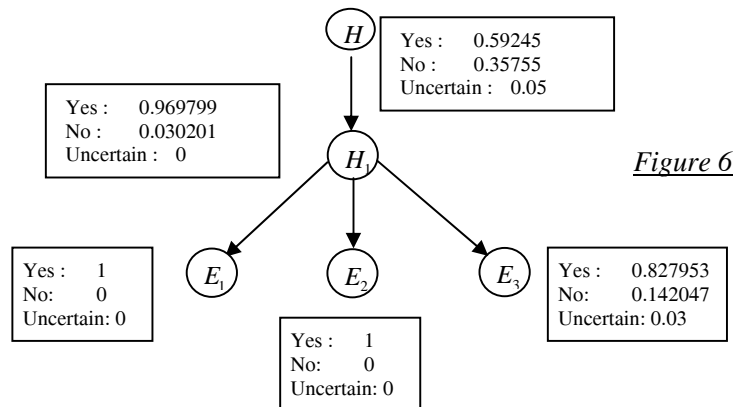 H
Yes : 0.59245
No : 0.35755
Uncertain : 0.05
Yes : 0.969799
No : 0.030201
Uncertain : 0
H1
Figure 6
Yes : 1
No: 0
Uncertain: 0
E1
E2
E3
Yes : 0.827953
No: 0.142047
Uncertain: 0.03
Yes : 1
No: 0
Uncertain: 0